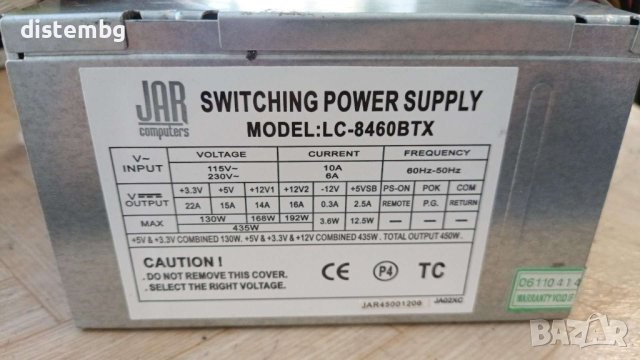 distembg
JAR
computers
SWITCHING POWER SUPPLY
MODEL:LC-8460BTX
V~ INPUT VOLTAGE CURRENT FREQUENCY
115V~ 10A 60Hz-50Hz
230V~ 6A
V OUTPUT +3.3V +5V +12V1 +12V2 -12V +5VSB PS-ON POK COM
22A 15A 14A 16A 0.3A 2.5A REMOTE P.G. RETURN
MAX 130W 168W 192W 3.6W 12.5W — — —
435W
+5V & +3.3V COMBINED 130W. +5V & +3.3V & +12V COMBINED 435W . TOTAL OUTPUT 450W.
CAUTION !
. DO NOT REMOVE THIS COVER.
. SELECT THE RIGHT VOLTAGE.
CE P4 TC
JAR45001206 JA02XC
06110414
WARRANTY VOID IF
bazar